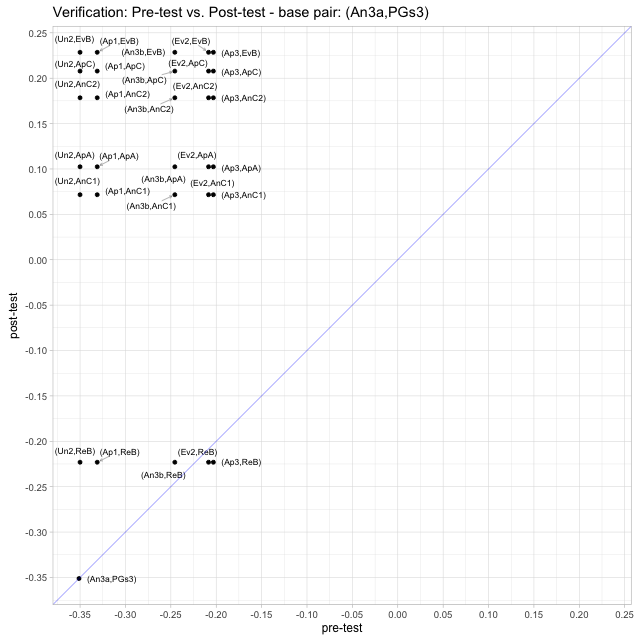 Verification: Pre-test vs. Post-test - base pair: (An3a,PGs3)
0.25
(Un2,EvB) (Ap1,EvB) (Ev2,EvB)
(An3b,EvB) (Ap3,EvB)
(Un2,ApC) (Ap1,ApC) (Ev2,ApC)
0.20
(An3b,ApC) (Ap3,ApC)
(Un2,AnC2) (Ev2,AnC2)
(Ap1,AnC2) (Ap3,AnC2)
(An3b,AnC2)
0.15
(Un2,ApA) (Ap1,ApA) (Ev2,ApA)
0.10
(Ap3,ApA)
(Un2,AnC1) (An3b,ApA) (Ev2,AnC1)
(Ap1,AnC1) (Ap3,AnC1)
(An3b,AnC1)
0.05
0.00
post-test
-0.05
-0.10
-0.15
-0.20
(Un2,ReB) (Ap1,ReB) (Ev2,ReB)
(Ap3,ReB)
(An3b,ReB)
-0.25
-0.30
-0.35
(An3a,PGs3)
-0.35 -0.30 -0.25 -0.20 -0.15 -0.10 -0.05 0.00 0.05 0.10 0.15 0.20 0.25
pre-test